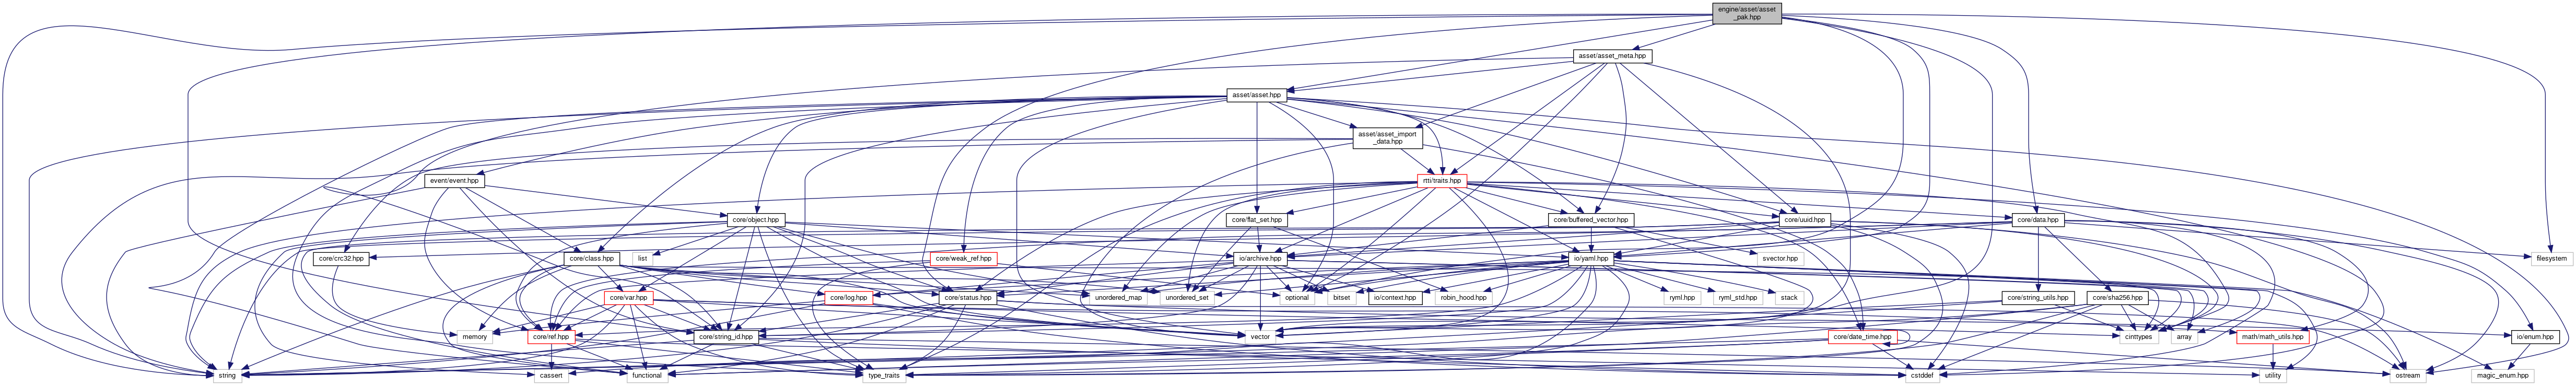 engine/asset/asset
_pak.hpp
asset/asset_meta.hpp
asset/asset.hpp
asset/asset_import
_data.hpp
event/event.hpp
rtti/traits.hpp
core/object.hpp
core/flat_set.hpp
core/buffered_vector.hpp
core/uuid.hpp
core/data.hpp
core/crc32.hpp
core/class.hpp
list
core/weak_ref.hpp
io/archive.hpp
io/yaml.hpp
svector.hpp
filesystem
core/var.hpp
core/log.hpp
core/status.hpp
unordered_map
unordered_set
optional
bitset
io/context.hpp
robin_hood.hpp
ryml.hpp
ryml_std.hpp
stack
core/string_utils.hpp
core/sha256.hpp
memory
core/ref.hpp
core/string_id.hpp
vector
core/date_time.hpp
cinttypes
array
math/math_utils.hpp
io/enum.hpp
string
cassert
functional
type_traits
cstddef
utility
ostream
magic_enum.hpp